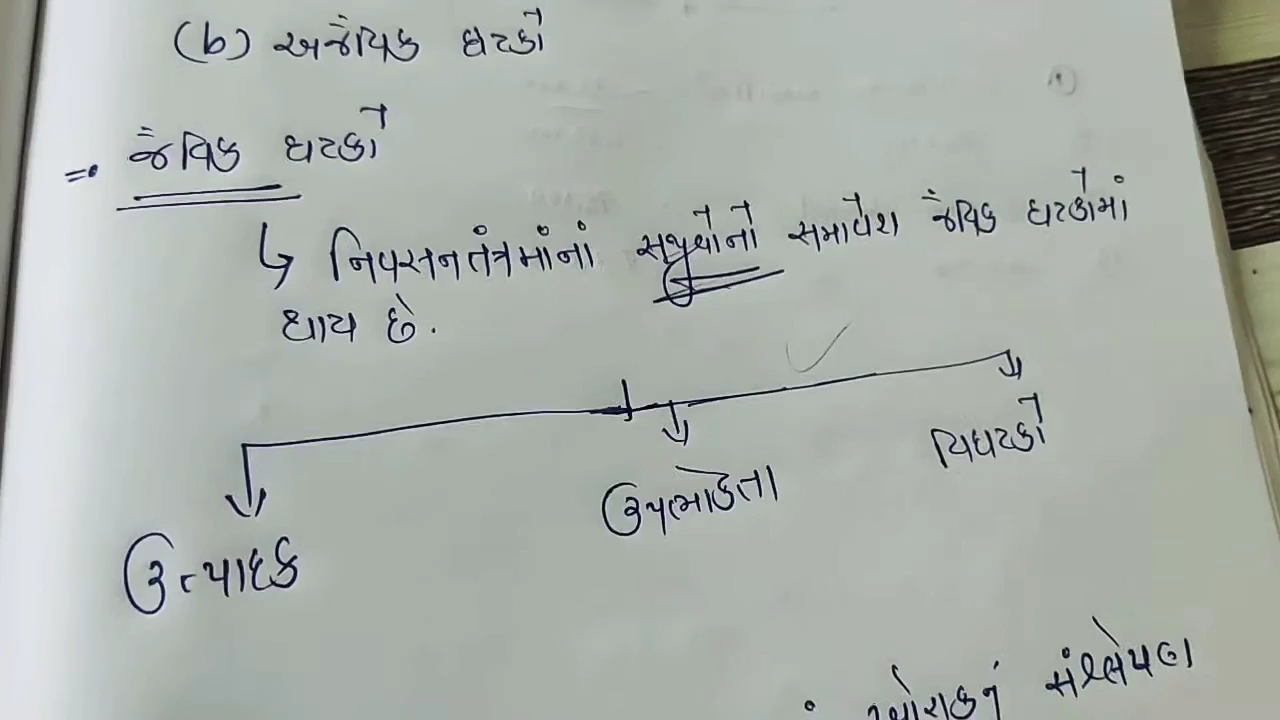 (b) અજૈવિક ઘટકો
=• જૈવિક ઘટકો
↳ નિવસનતંત્રમાંનાં સજીવોનો સમાવેશ જૈવિક ઘટકોમાં
થાય છે.
ઉત્પાદક ઉપભોક્તા વિઘટકો
ખોરાકનું સંશ્લેષણ